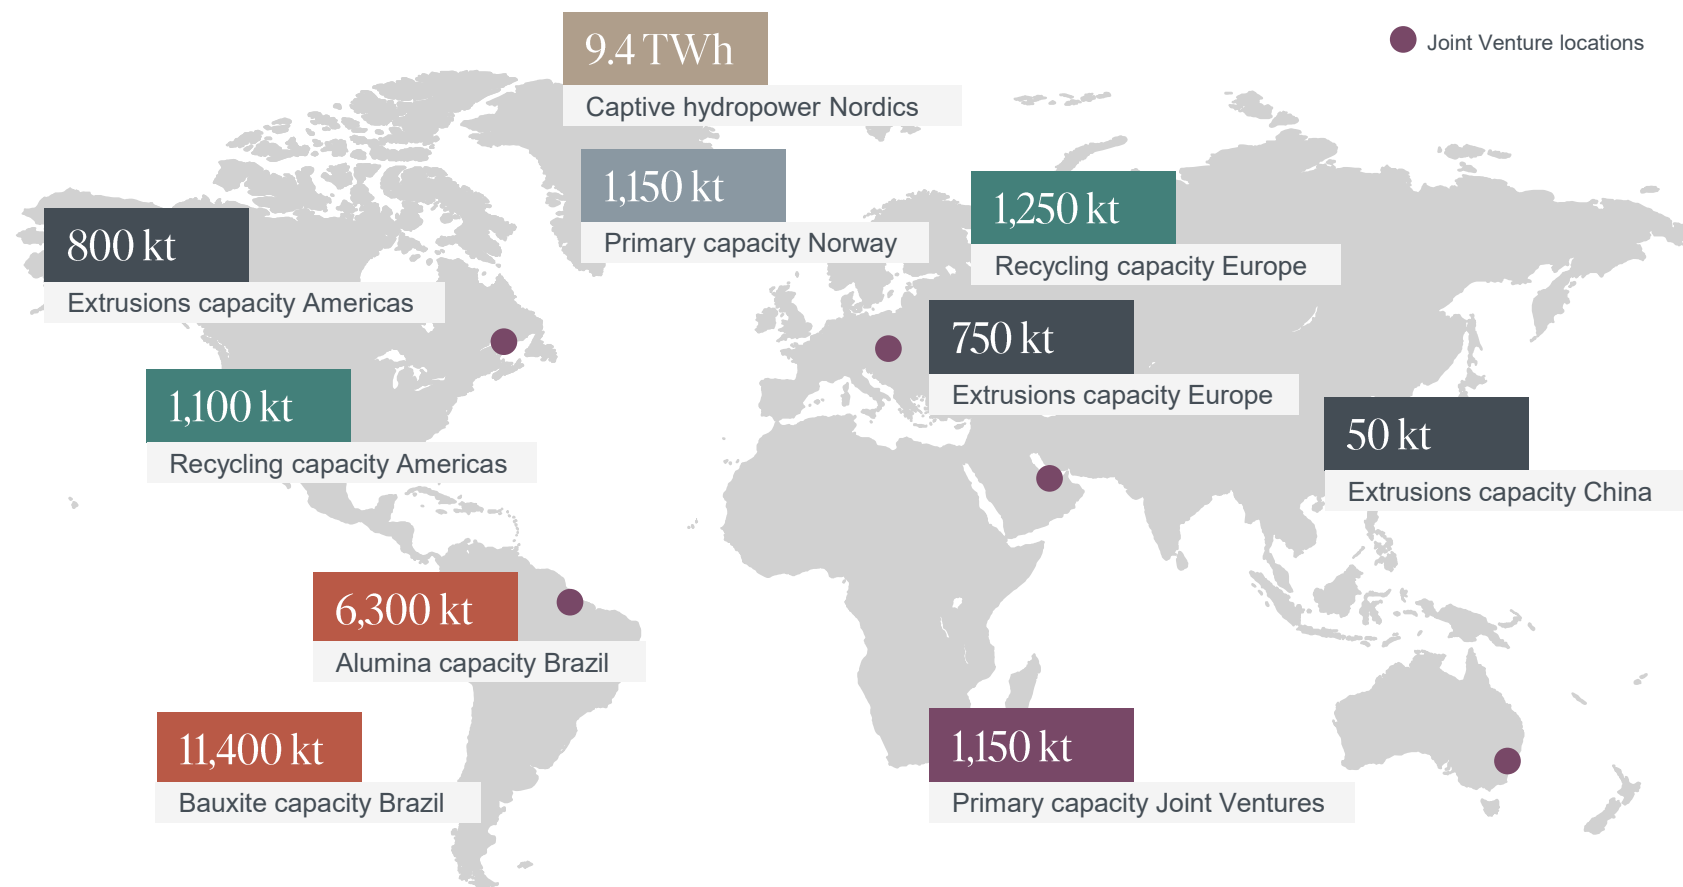 9.4 TWh
Captive hydropower Nordics
Joint Venture locations
1,150 kt
Primary capacity Norway
1,250 kt
Recycling capacity Europe
800 kt
Extrusions capacity Americas
750 kt
Extrusions capacity Europe
1,100 kt
Recycling capacity Americas
50 kt
Extrusions capacity China
6,300 kt
Alumina capacity Brazil
11,400 kt
Bauxite capacity Brazil
1,150 kt
Primary capacity Joint Ventures